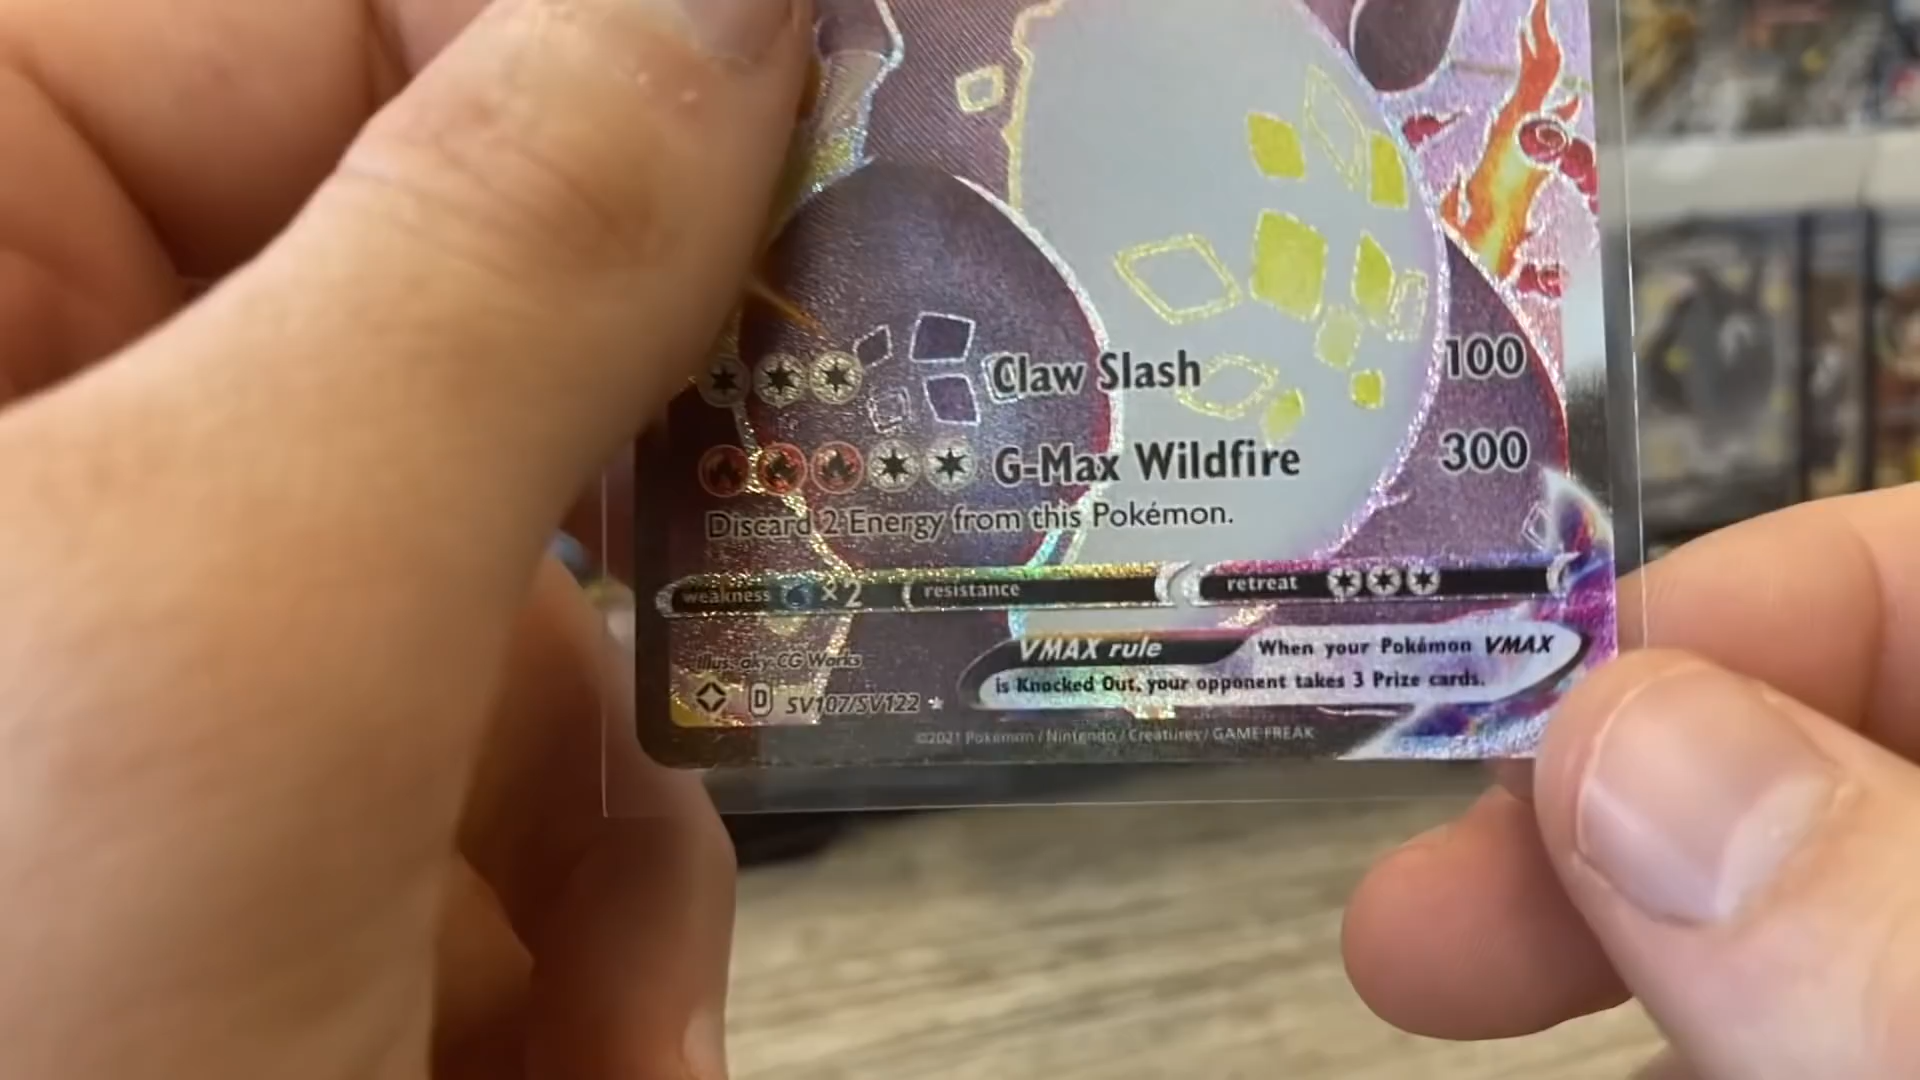 Claw Slash 100
G-Max Wildfire 300
Discard 2 Energy from this Pokémon.
weakness ×2 resistance retreat
VMAX rule When your Pokémon VMAX
is Knocked Out, your opponent takes 3 Prize cards.
Illus. aky CG Works
D SV107/SV122
©2021 Pokémon / Nintendo / Creatures / GAME FREAK